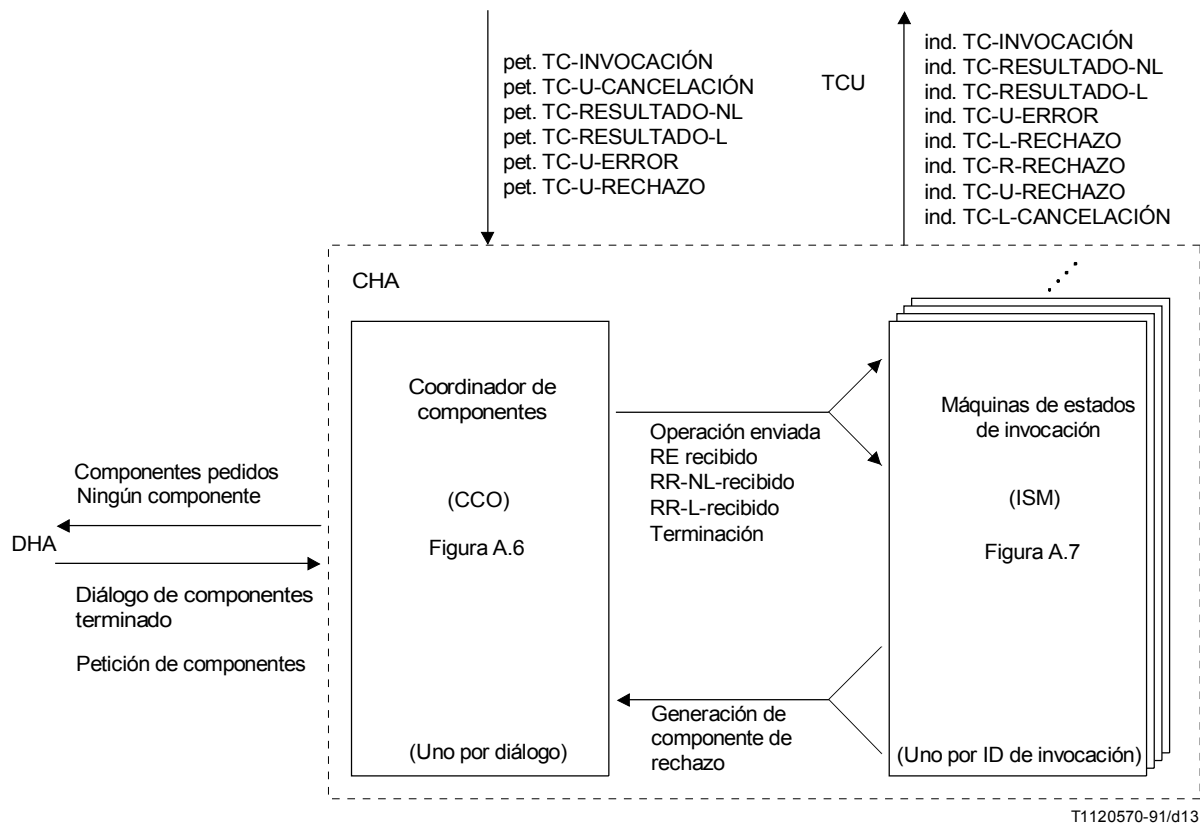 pet. TC-INVOCACIÓN
pet. TC-U-CANCELACIÓN
pet. TC-RESULTADO-NL
pet. TC-RESULTADO-L
pet. TC-U-ERROR
pet. TC-U-RECHAZO
TCU
ind. TC-INVOCACIÓN
ind. TC-RESULTADO-NL
ind. TC-RESULTADO-L
ind. TC-U-ERROR
ind. TC-L-RECHAZO
ind. TC-R-RECHAZO
ind. TC-U-RECHAZO
ind. TC-L-CANCELACIÓN
CHA
Coordinador de
componentes
(CCO)
Figura A.6
(Uno por diálogo)
Operación enviada
RE recibido
RR-NL-recibido
RR-L-recibido
Terminación
Máquinas de estados
de invocación
(ISM)
Figura A.7
(Uno por ID de invocación)
Componentes pedidos
Ningún componente
DHA
Diálogo de componentes
terminado
Petición de componentes
Generación de
componente de
rechazo
T1120570-91/d13